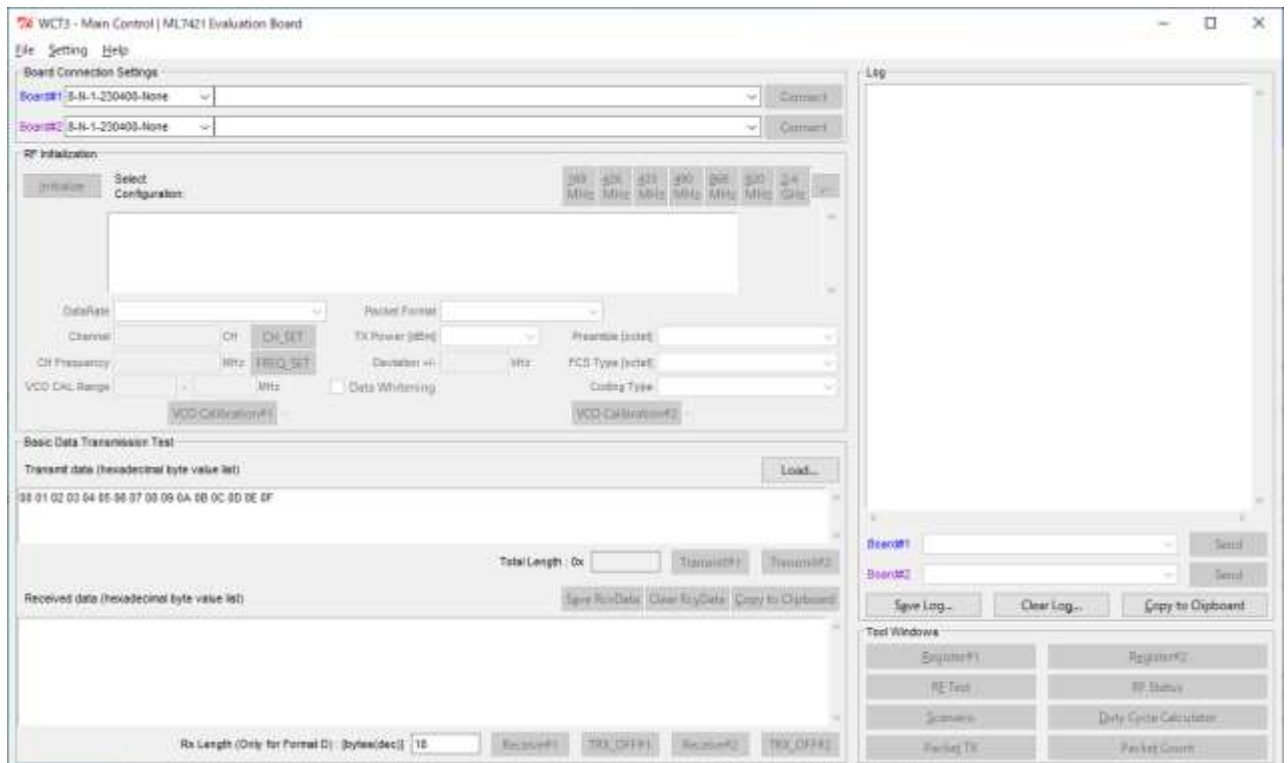 WCT3 - Main Control | ML7421 Evaluation Board
File Setting Help
Board Connection Settings
Board#1 8-N-1-230400-None Connect
Board#2 8-N-1-230400-None Connect
RF Initialization
Initialize
Select
Configuration:
MHz MHz MHz MHz MHz MHz GHz ...
DataRate Packet Format
Channel CH CH_SET TX Power [dBm] Preamble [octet]
CH Frequency MHz FREQ_SET Deviation +/- kHz FCS Type [octet]
VCO CAL Range - MHz Data Whitening Coding Type
VCO Calibration#1 - VCO Calibration#2 -
Basic Data Transmission Test
Transmit data (hexadecimal byte value list) Load...
00 01 02 03 04 05 06 07 08 09 0A 0B 0C 0D 0E 0F
Total Length : 0x Transmit#1 Transmit#2
Received data (hexadecimal byte value list) Save RcvData Clear RcvData Copy to Clipboard
Rx Length (Only for Format D) : [bytes(dec)] Receive#1 TRX_OFF#1 Receive#2 TRX_OFF#2
Log
Board#1 Send
Board#2 Send
Save Log... Clear Log... Copy to Clipboard
Tool Windows
Register#1 Register#2
RF Test RF Status
Scenario Duty Cycle Calculator
Packet TX Packet Count